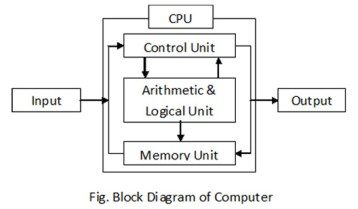 CPU
Control Unit
Arithmetic &
Logical Unit
Input
Output
Memory Unit
Fig. Block Diagram of Computer